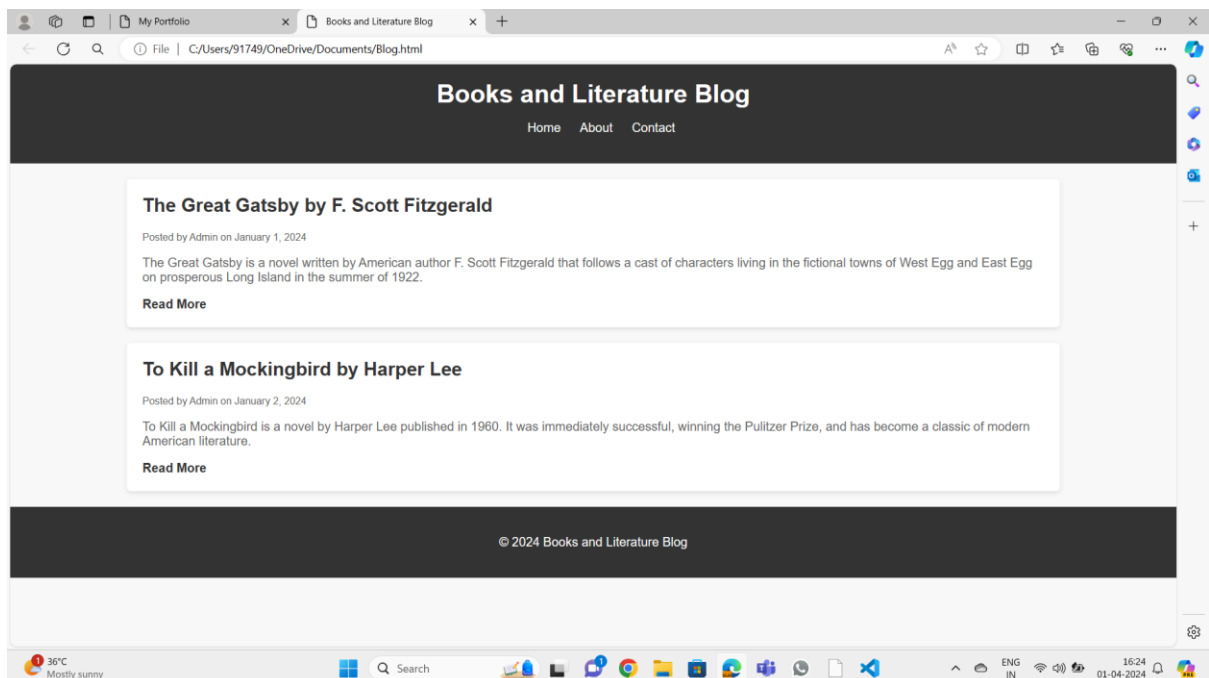 My Portfolio
Books and Literature Blog
File
C:/Users/91749/OneDrive/Documents/Blog.html
Books and Literature Blog
Home About Contact
The Great Gatsby by F. Scott Fitzgerald
Posted by Admin on January 1, 2024
The Great Gatsby is a novel written by American author F. Scott Fitzgerald that follows a cast of characters living in the fictional towns of West Egg and East Egg
on prosperous Long Island in the summer of 1922.
Read More
To Kill a Mockingbird by Harper Lee
Posted by Admin on January 2, 2024
To Kill a Mockingbird is a novel by Harper Lee published in 1960. It was immediately successful, winning the Pulitzer Prize, and has become a classic of modern
American literature.
Read More
© 2024 Books and Literature Blog
1
36°C
Mostly sunny
Search
ENG
IN
16:24
01-04-2024
PRE